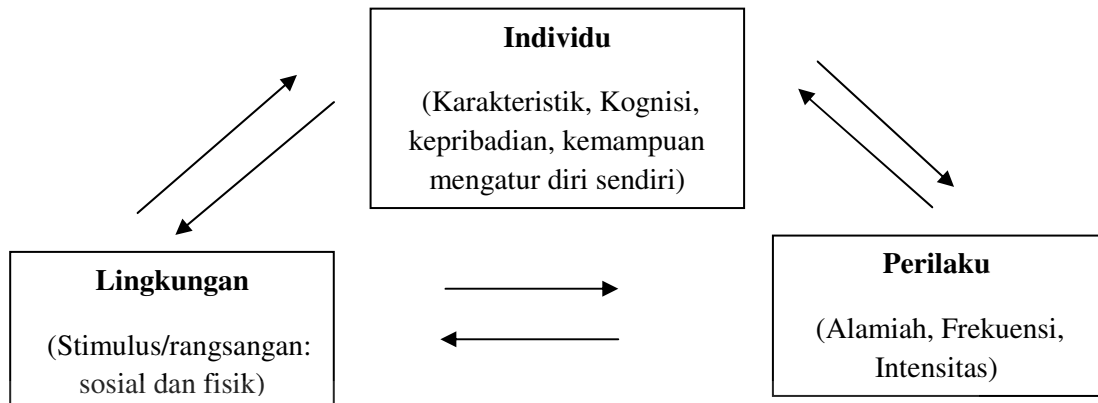 Individu
(Karakteristik, Kognisi,
kepribadian, kemampuan
mengatur diri sendiri)
Lingkungan
(Stimulus/rangsangan:
sosial dan fisik)
Perilaku
(Alamiah, Frekuensi,
Intensitas)